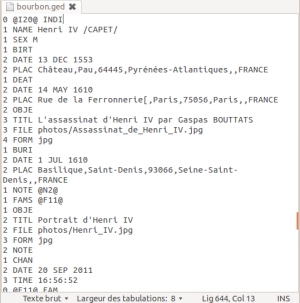 bourbon.ged ✖
0 @I20@ INDI
1 NAME Henri IV /CAPET/
1 SEX M
1 BIRT
2 DATE 13 DEC 1553
2 PLAC Château,Pau,64445,Pyrénées-Atlantiques,,FRANCE
1 DEAT
2 DATE 14 MAY 1610
2 PLAC Rue de la Ferronnerie[,Paris,75056,Paris,,FRANCE
2 OBJE
3 TITL L'assassinat d'Henri IV par Gaspas BOUTTATS
3 FILE photos/Assassinat_de_Henri_IV.jpg
4 FORM jpg
1 BURI
2 DATE 1 JUL 1610
2 PLAC Basilique,Saint-Denis,93066,Seine-Saint-
Denis,,FRANCE
1 NOTE @N2@
1 FAMS @F11@
1 OBJE
2 TITL Portrait d'Henri IV
2 FILE photos/Henri_IV.jpg
3 FORM jpg
2 NOTE
1 CHAN
2 DATE 20 SEP 2011
3 TIME 16:56:52
0 @F11@ FAM
Texte brut ▾ Largeur des tabulations: 8 ▾ Lig 644, Col 13 INS